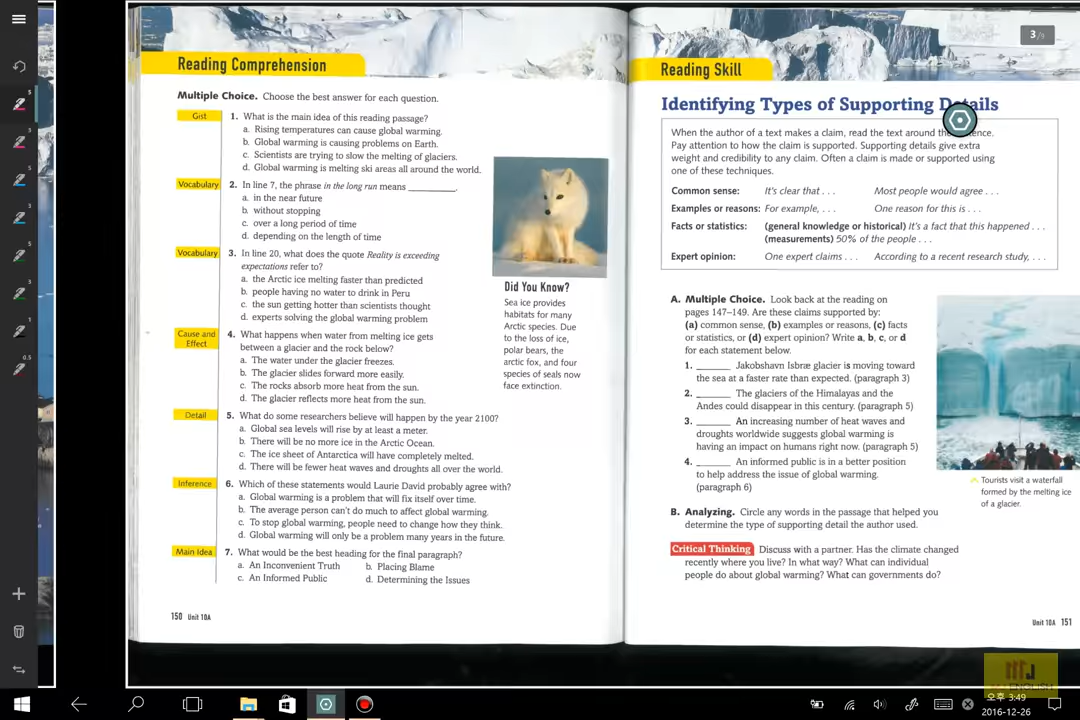 3/9
Reading Comprehension
Multiple Choice. Choose the best answer for each question.
Gist
1. What is the main idea of this reading passage?
a. Rising temperatures can cause global warming.
b. Global warming is causing problems on Earth.
c. Scientists are trying to slow the melting of glaciers.
d. Global warming is melting ski areas all around the world.
Vocabulary
2. In line 7, the phrase in the long run means __________.
a. in the near future
b. without stopping
c. over a long period of time
d. depending on the length of time
Vocabulary
3. In line 20, what does the quote Reality is exceeding
expectations refer to?
a. the Arctic ice melting faster than predicted
b. people having no water to drink in Peru
c. the sun getting hotter than scientists thought
d. experts solving the global warming problem
Cause and
Effect
4. What happens when water from melting ice gets
between a glacier and the rock below?
a. The water under the glacier freezes.
b. The glacier slides forward more easily.
c. The rocks absorb more heat from the sun.
d. The glacier reflects more heat from the sun.
Detail
5. What do some researchers believe will happen by the year 2100?
a. Global sea levels will rise by at least a meter.
b. There will be no more ice in the Arctic Ocean.
c. The ice sheet of Antarctica will have completely melted.
d. There will be fewer heat waves and droughts all over the world.
Inference
6. Which of these statements would Laurie David probably agree with?
a. Global warming is a problem that will fix itself over time.
b. The average person can't do much to affect global warming.
c. To stop global warming, people need to change how they think.
d. Global warming will only be a problem many years in the future.
Main Idea
7. What would be the best heading for the final paragraph?
a. An Inconvenient Truth b. Placing Blame
c. An Informed Public d. Determining the Issues
Did You Know?
Sea ice provides
habitats for many
Arctic species. Due
to the loss of ice,
polar bears, the
arctic fox, and four
species of seals now
face extinction.
150 Unit 10A
Reading Skill
Identifying Types of Supporting Details
When the author of a text makes a claim, read the text around the sentence.
Pay attention to how the claim is supported. Supporting details give extra
weight and credibility to any claim. Often a claim is made or supported using
one of these techniques.
Common sense: It's clear that . . . Most people would agree . . .
Examples or reasons: For example, . . . One reason for this is . . .
Facts or statistics: (general knowledge or historical) It's a fact that this happened . . .
(measurements) 50% of the people . . .
Expert opinion: One expert claims . . . According to a recent research study, . . .
A. Multiple Choice. Look back at the reading on
pages 147–149. Are these claims supported by:
(a) common sense, (b) examples or reasons, (c) facts
or statistics, or (d) expert opinion? Write a, b, c, or d
for each statement below.
1. _______ Jakobshavn Isbræ glacier is moving toward
the sea at a faster rate than expected. (paragraph 3)
2. _______ The glaciers of the Himalayas and the
Andes could disappear in this century. (paragraph 5)
3. _______ An increasing number of heat waves and
droughts worldwide suggests global warming is
having an impact on humans right now. (paragraph 5)
4. _______ An informed public is in a better position
to help address the issue of global warming.
(paragraph 6)
Tourists visit a waterfall
formed by the melting ice
of a glacier.
B. Analyzing. Circle any words in the passage that helped you
determine the type of supporting detail the author used.
Critical Thinking Discuss with a partner. Has the climate changed
recently where you live? In what way? What can individual
people do about global warming? What can governments do?
Unit 10A 151
5
3
5
5
5
3
1
0.5
오후 3:49
2016-12-26